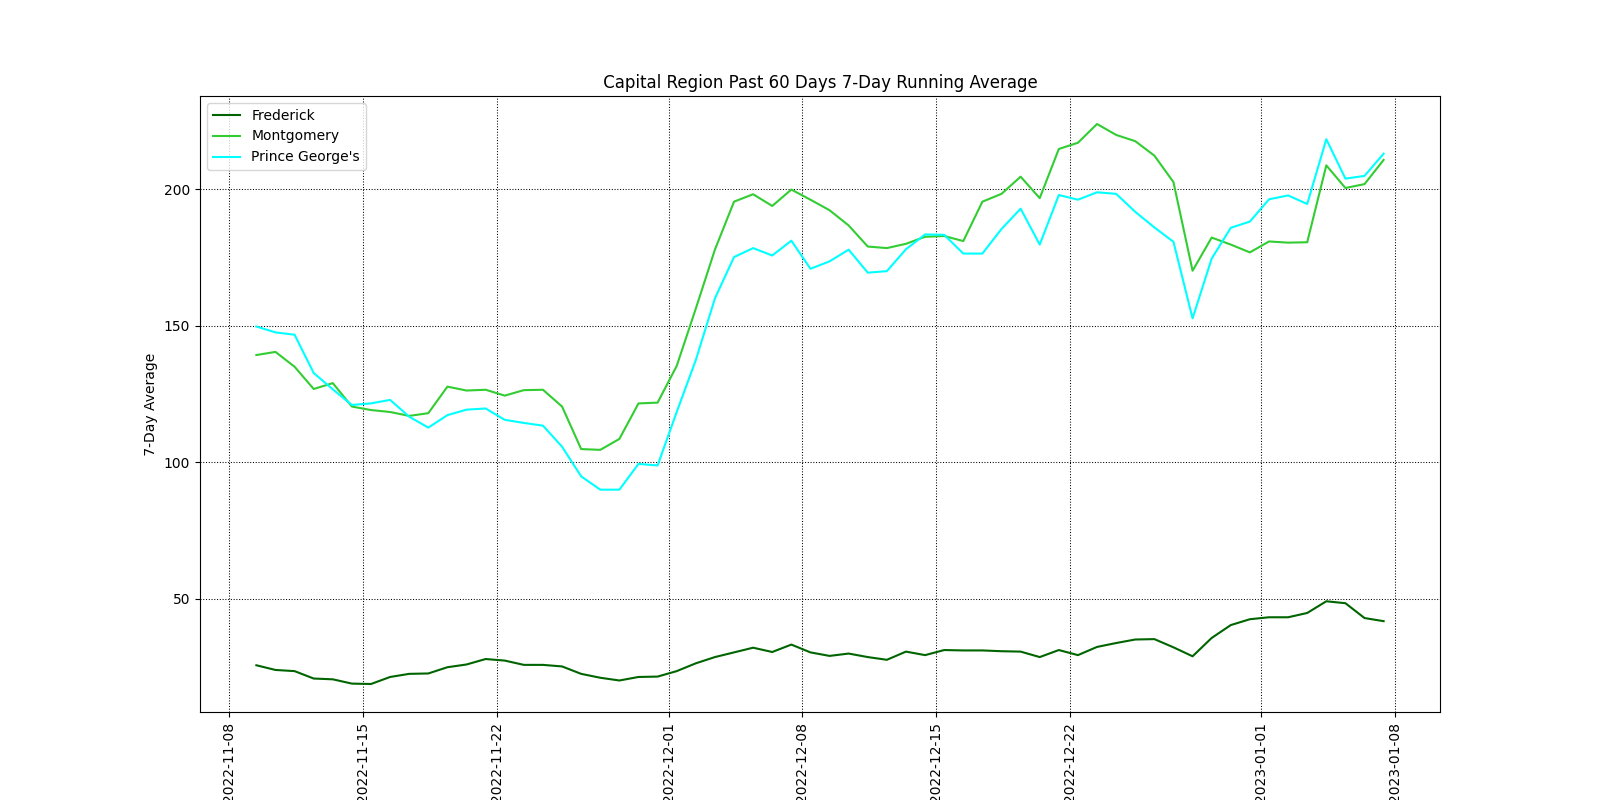 Capital Region Past 60 Days 7-Day Running Average
Frederick
Montgomery
Prince George's
200
150
100
50
7-Day Average
2022-11-08
2022-11-15
2022-11-22
2022-12-01
2022-12-08
2022-12-15
2022-12-22
2023-01-01
2023-01-08